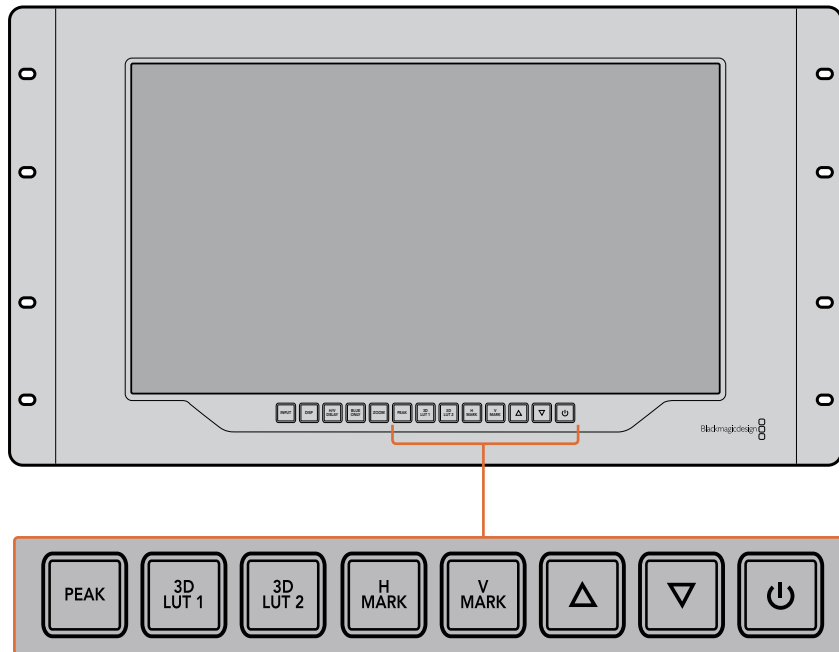 INPUT
DISP
H/V
DELAY
BLUE
ONLY
ZOOM
PEAK
3D
LUT 1
3D
LUT 2
H
MARK
V
MARK
Blackmagicdesign
PEAK
3D
LUT 1
3D
LUT 2
H
MARK
V
MARK